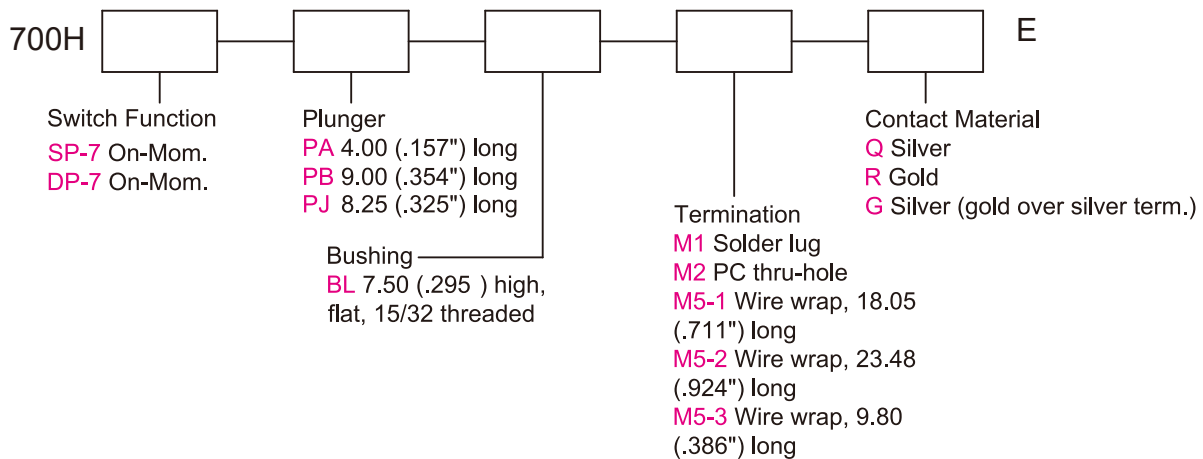 700H
E
Switch Function
SP-7 On-Mom.
DP-7 On-Mom.
Plunger
PA 4.00 (.157") long
PB 9.00 (.354") long
PJ 8.25 (.325") long
Bushing
BL 7.50 (.295 ) high,
flat, 15/32 threaded
Termination
M1 Solder lug
M2 PC thru-hole
M5-1 Wire wrap, 18.05
(.711") long
M5-2 Wire wrap, 23.48
(.924") long
M5-3 Wire wrap, 9.80
(.386") long
Contact Material
Q Silver
R Gold
G Silver (gold over silver term.)